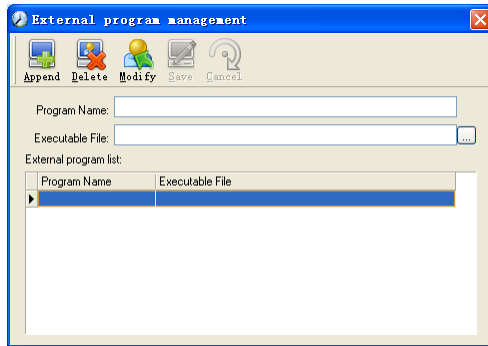 External program management
Append Delete Modify Save Cancel
Program Name:
Executable File:
...
External program list:
Program Name Executable File